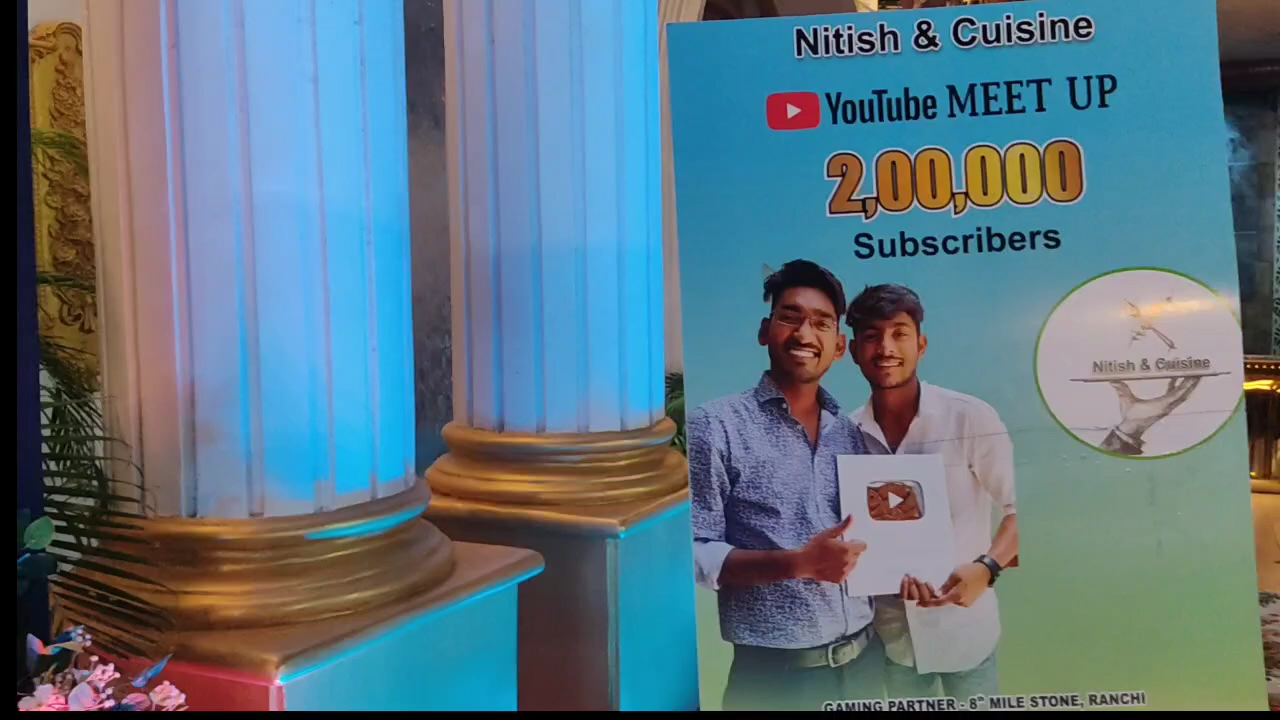 Nitish & Cuisine
YouTube MEET UP
2,00,000
Subscribers
Nitish & Cuisine
GAMING PARTNER - 8th MILE STONE, RANCHI